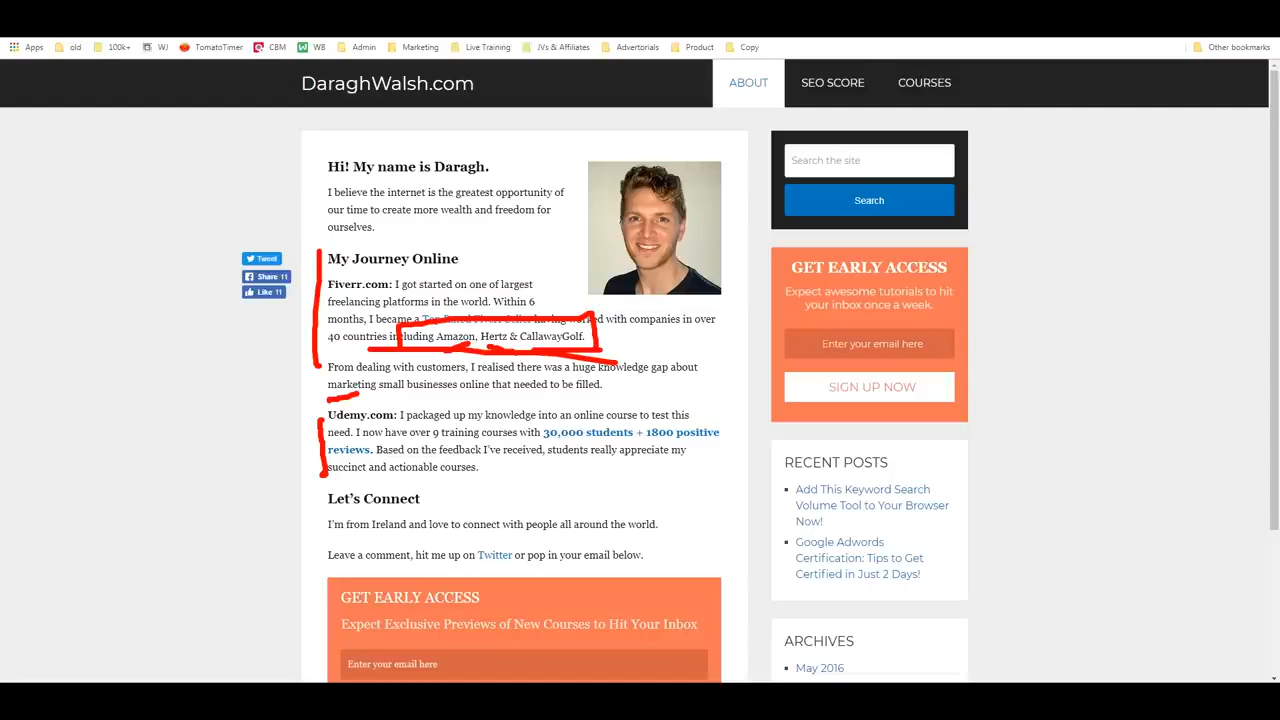 Apps old 100k+ WJ TomatoTimer CBM WB Admin Marketing Live Training JVs & Affiliates Advertorials Product Copy Other bookmarks
DaraghWalsh.com ABOUT SEO SCORE COURSES
Hi! My name is Daragh.
I believe the internet is the greatest opportunity of
our time to create more wealth and freedom for
ourselves.
Tweet
Share 11
Like 11
My Journey Online
Fiverr.com: I got started on one of largest
freelancing platforms in the world. Within 6
months, I became a Top Rated Fiverr Seller having worked with companies in over
40 countries including Amazon, Hertz & CallawayGolf.
From dealing with customers, I realised there was a huge knowledge gap about
marketing small businesses online that needed to be filled.
Udemy.com: I packaged up my knowledge into an online course to test this
need. I now have over 9 training courses with 30,000 students + 1800 positive
reviews. Based on the feedback I've received, students really appreciate my
succinct and actionable courses.
Let's Connect
I'm from Ireland and love to connect with people all around the world.
Leave a comment, hit me up on Twitter or pop in your email below.
GET EARLY ACCESS
Expect Exclusive Previews of New Courses to Hit Your Inbox
Enter your email here
Search the site
Search
GET EARLY ACCESS
Expect awesome tutorials to hit
your inbox once a week.
Enter your email here
SIGN UP NOW
RECENT POSTS
Add This Keyword Search
Volume Tool to Your Browser
Now!
Google Adwords
Certification: Tips to Get
Certified in Just 2 Days!
ARCHIVES
May 2016